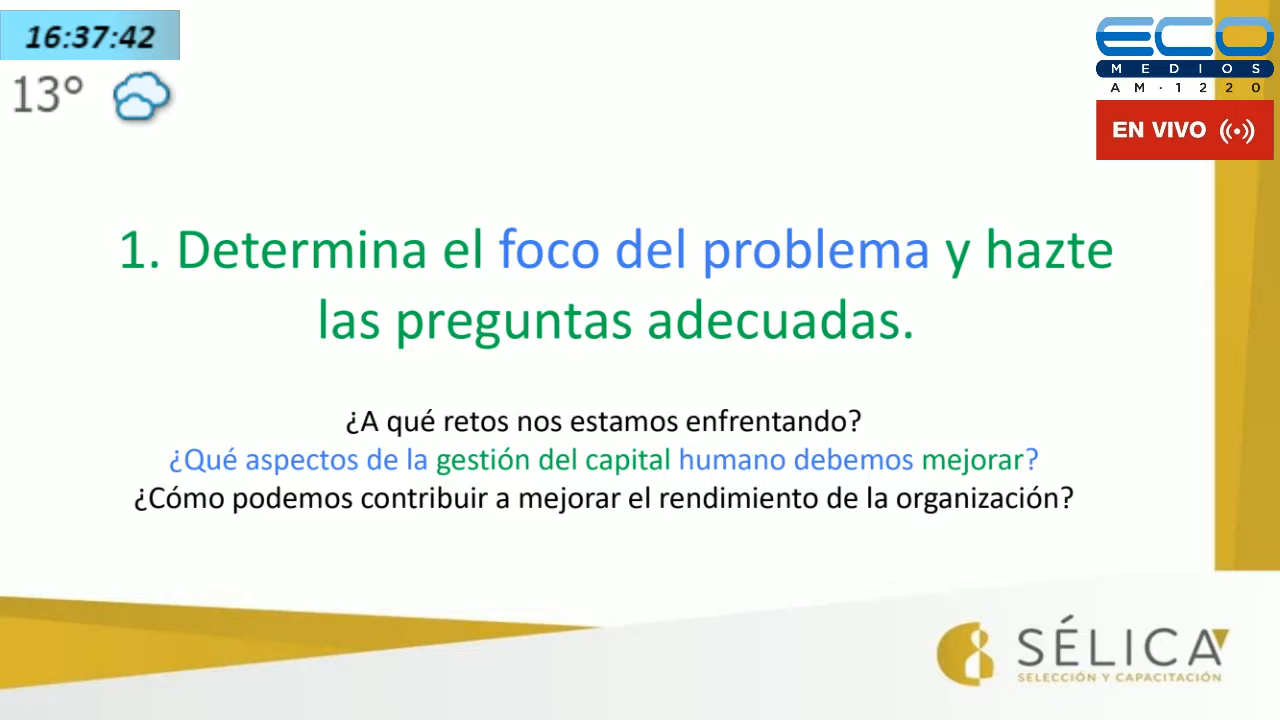 16:37:42
13°
ECO
MEDIOS
AM·1220
EN VIVO
1. Determina el foco del problema y hazte
las preguntas adecuadas.
¿A qué retos nos estamos enfrentando?
¿Qué aspectos de la gestión del capital humano debemos mejorar?
¿Cómo podemos contribuir a mejorar el rendimiento de la organización?
SÉLICA
SELECCIÓN Y CAPACITACIÓN